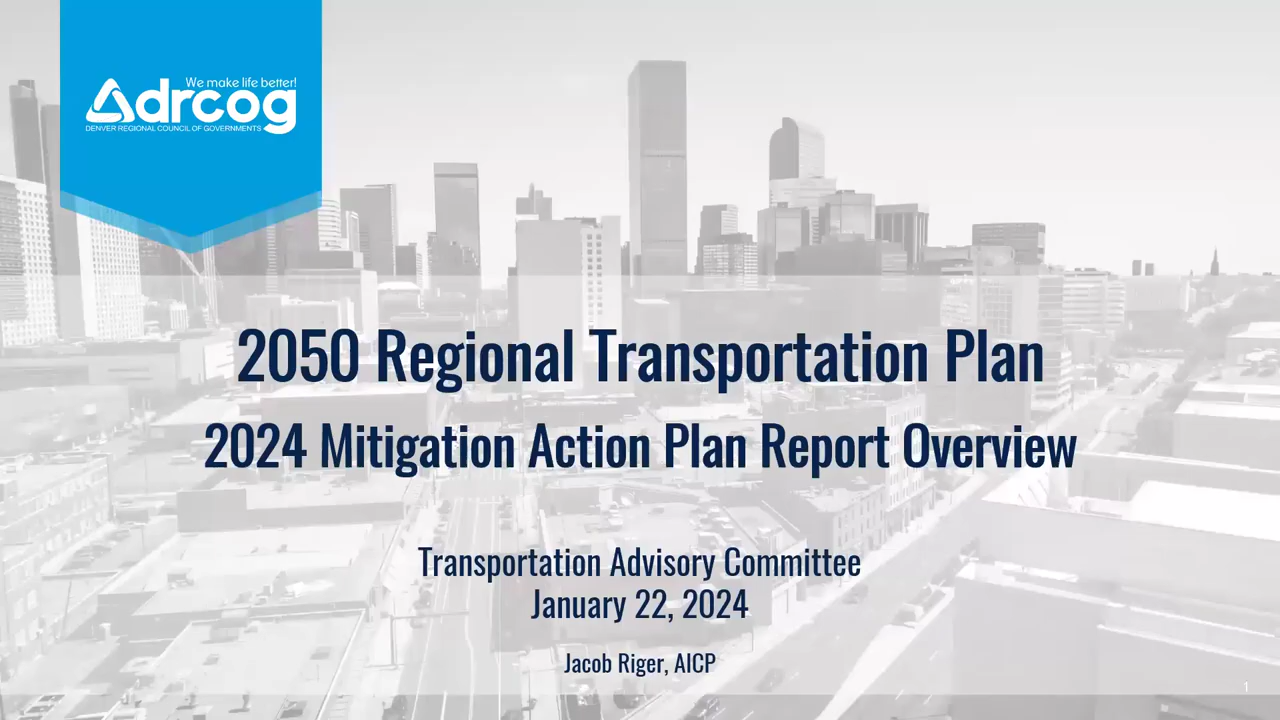 We make life better!
drcog
DENVER REGIONAL COUNCIL OF GOVERNMENTS
2050 Regional Transportation Plan
2024 Mitigation Action Plan Report Overview
Transportation Advisory Committee
January 22, 2024
Jacob Riger, AICP
1